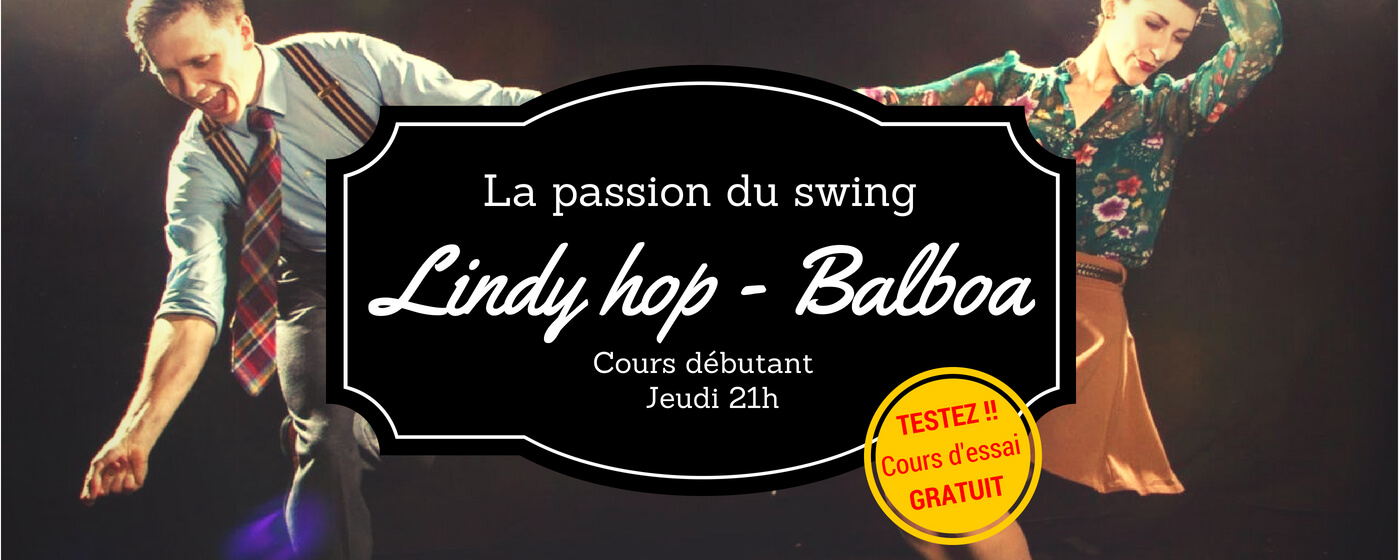 La passion du swing
Lindy hop - Balboa
Cours débutant
Jeudi 21h
TESTEZ !!
Cours d'essai
GRATUIT